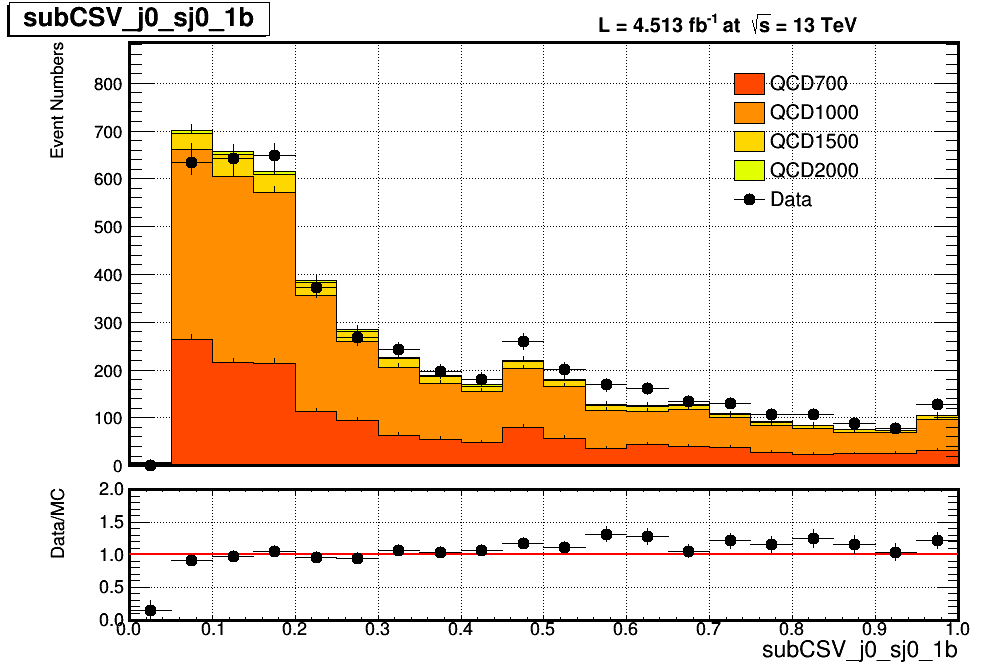 subCSV_j0_sj0_1b
L = 4.513 fb⁻¹ at √s = 13 TeV
Event Numbers
800
700
600
500
400
300
200
100
0
QCD700
QCD1000
QCD1500
QCD2000
Data
Data/MC
2.0
1.5
1.0
0.5
0.0
0.0 0.1 0.2 0.3 0.4 0.5 0.6 0.7 0.8 0.9 1.0
subCSV_j0_sj0_1b